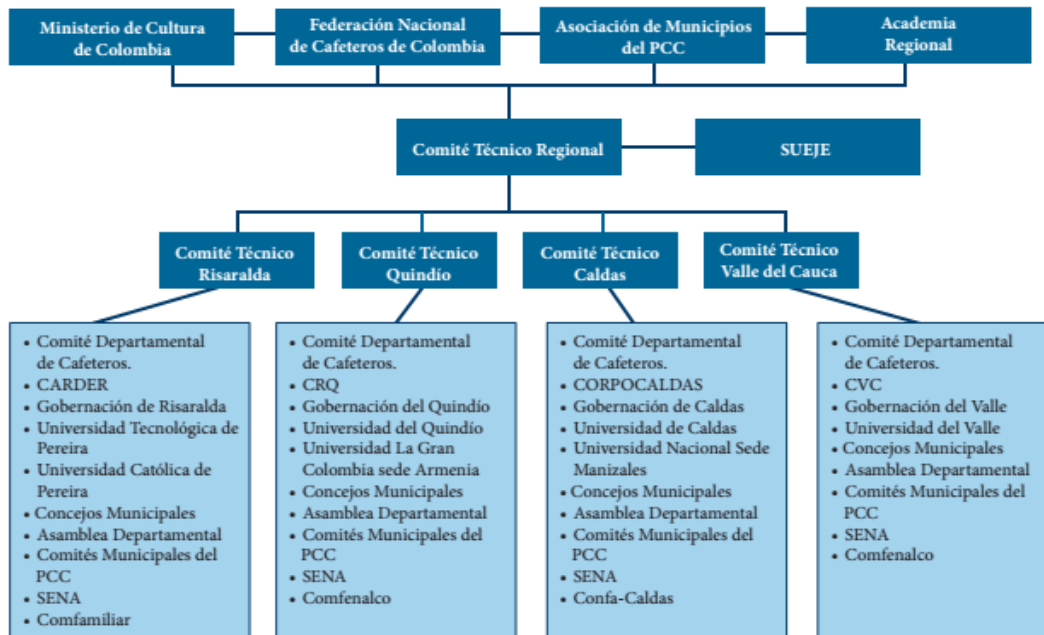 Ministerio de Cultura
de Colombia
Federación Nacional
de Cafeteros de Colombia
Asociación de Municipios
del PCC
Academia
Regional
Comité Técnico Regional
SUEJE
Comité Técnico
Risaralda
Comité Técnico
Quindío
Comité Técnico
Caldas
Comité Técnico
Valle del Cauca
• Comité Departamental
de Cafeteros.
• CARDER
• Gobernación de Risaralda
• Universidad Tecnológica de
Pereira
• Universidad Católica de
Pereira
• Concejos Municipales
• Asamblea Departamental
• Comités Municipales del
PCC
• SENA
• Comfamiliar
• Comité Departamental
de Cafeteros.
• CRQ
• Gobernación del Quindío
• Universidad del Quindío
• Universidad La Gran
Colombia sede Armenia
• Concejos Municipales
• Asamblea Departamental
• Comités Municipales del
PCC
• SENA
• Comfenalco
• Comité Departamental
de Cafeteros.
• CORPOCALDAS
• Gobernación de Caldas
• Universidad de Caldas
• Universidad Nacional Sede
Manizales
• Concejos Municipales
• Asamblea Departamental
• Comités Municipales del
PCC
• SENA
• Confa-Caldas
• Comité Departamental
de Cafeteros.
• CVC
• Gobernación del Valle
• Universidad del Valle
• Concejos Municipales
• Asamblea Departamental
• Comités Municipales del
PCC
• SENA
• Comfenalco